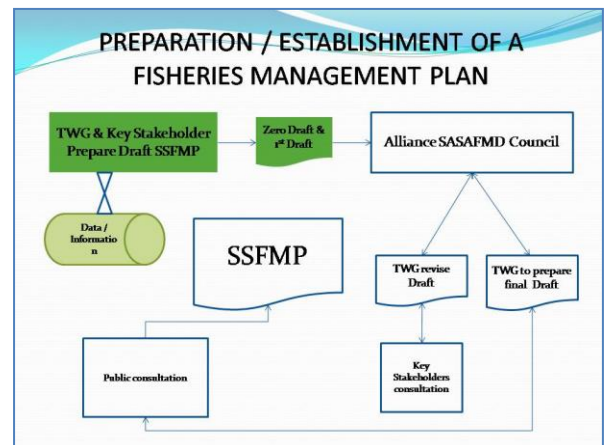 PREPARATION / ESTABLISHMENT OF A
FISHERIES MANAGEMENT PLAN
TWG & Key Stakeholder
Prepare Draft SSFMP
Zero Draft &
1st Draft
Alliance SASAFMD Council
Data /
Informatio
n
SSFMP
TWG revise
Draft
TWG to prepare
final Draft
Public consultation
Key
Stakeholders
consultation